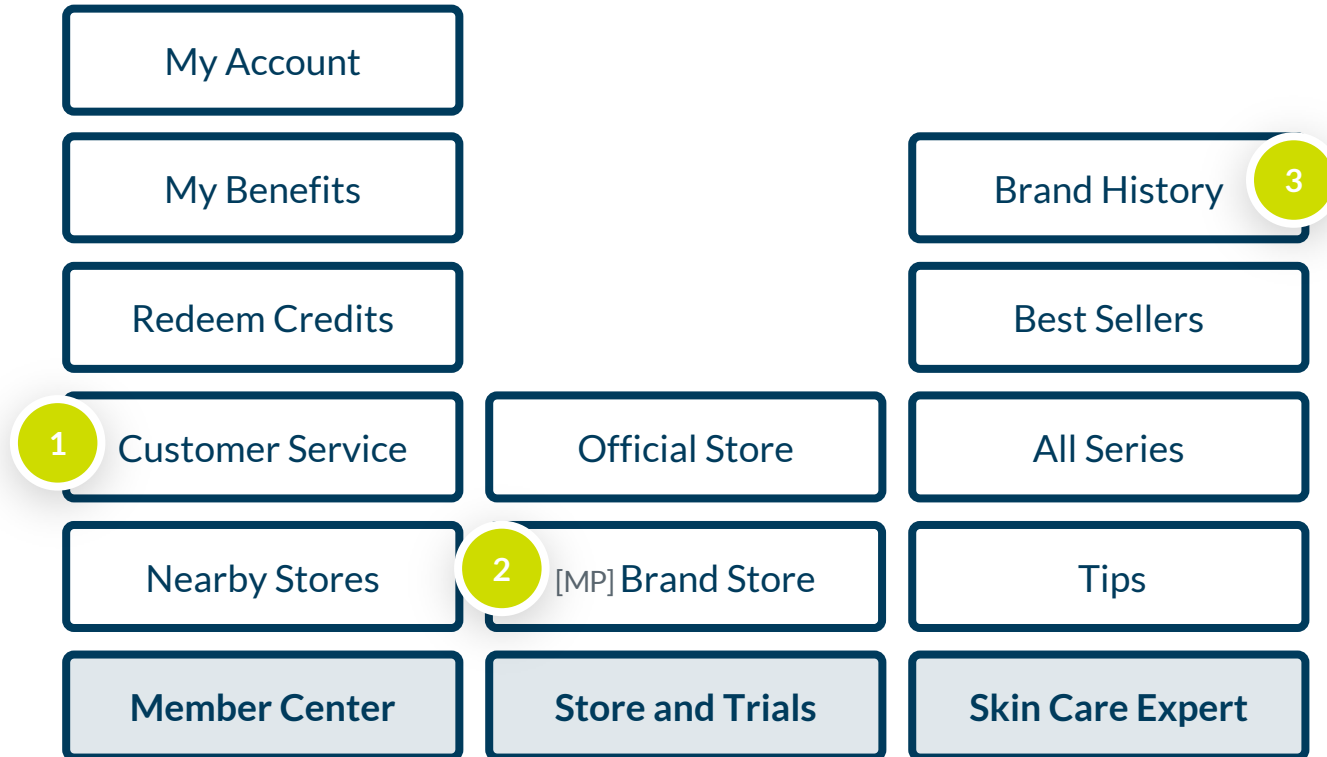 My Account
My Benefits
Brand History
3
Redeem Credits
Best Sellers
1
Customer Service
Official Store
All Series
Nearby Stores
2
[MP] Brand Store
Tips
Member Center
Store and Trials
Skin Care Expert